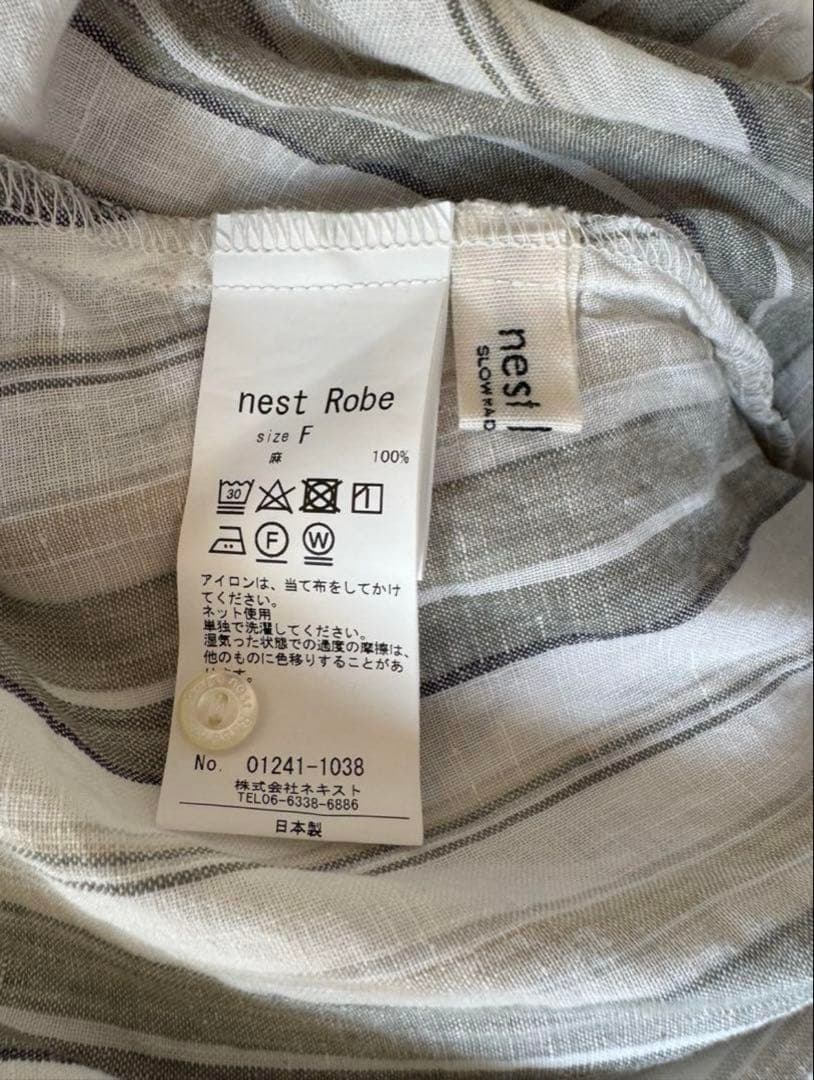 nest Robe
size F
麻 100%
30
F
W
アイロンは、当て布をしてかけ
てください。
ネット使用
単独で洗濯してください。
湿気った状態での過度の摩擦は、
他のものに色移りすることがあ
ります。
No. 01241-1038
株式会社ネキスト
TEL06-6338-6886
日本製
nest
SLOW